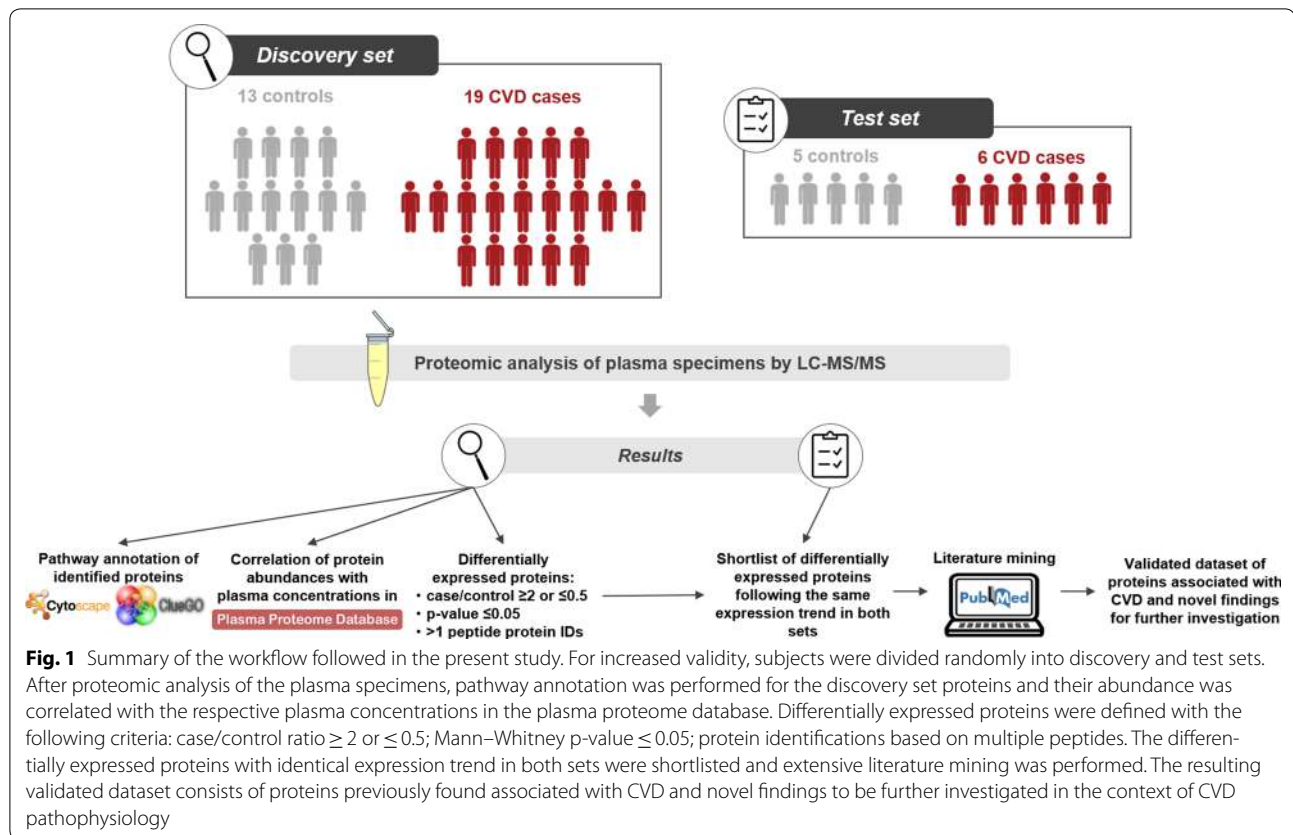 Discovery set
13 controls
19 CVD cases
Test set
5 controls
6 CVD cases
Proteomic analysis of plasma specimens by LC-MS/MS
Results
Pathway annotation of
identified proteins
Cytoscape
ClueGO
Correlation of protein
abundances with
plasma concentrations in
Plasma Proteome Database
Differentially
expressed proteins:
• case/control ≥2 or ≤0.5
• p-value ≤0.05
• >1 peptide protein IDs
Shortlist of differentially
expressed proteins
following the same
expression trend in both
sets
Literature mining
PubMed
Validated dataset of
proteins associated with
CVD and novel findings
for further investigation
Fig. 1 Summary of the workflow followed in the present study. For increased validity, subjects were divided randomly into discovery and test sets.
After proteomic analysis of the plasma specimens, pathway annotation was performed for the discovery set proteins and their abundance was
correlated with the respective plasma concentrations in the plasma proteome database. Differentially expressed proteins were defined with the
following criteria: case/control ratio ≥ 2 or ≤ 0.5; Mann–Whitney p-value ≤ 0.05; protein identifications based on multiple peptides. The differen-
tially expressed proteins with identical expression trend in both sets were shortlisted and extensive literature mining was performed. The resulting
validated dataset consists of proteins previously found associated with CVD and novel findings to be further investigated in the context of CVD
pathophysiology